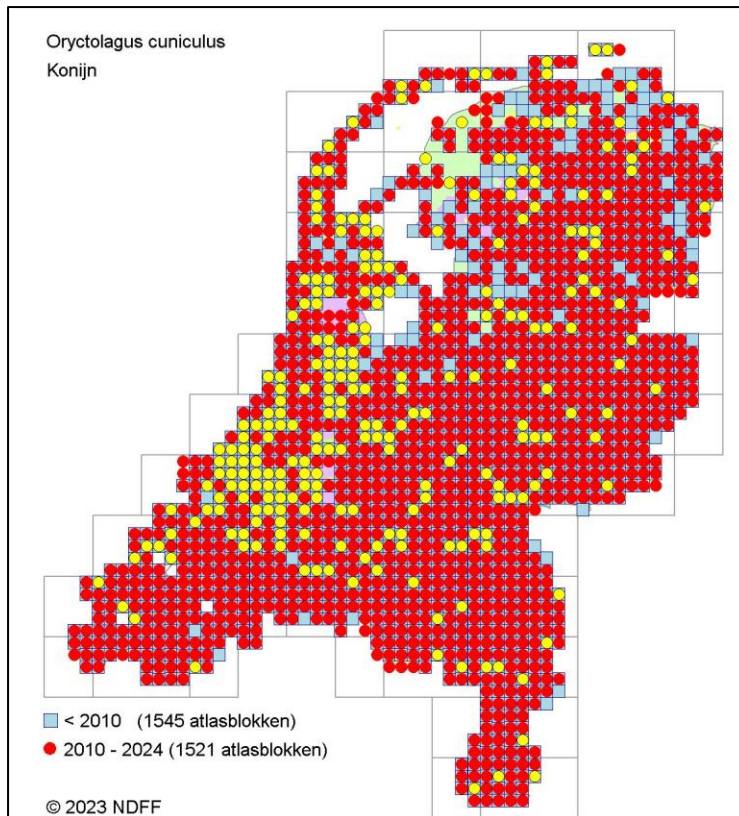 Oryctolagus cuniculus
Konijn
< 2010 (1545 atlasblokken)
2010 - 2024 (1521 atlasblokken)
© 2023 NDFF